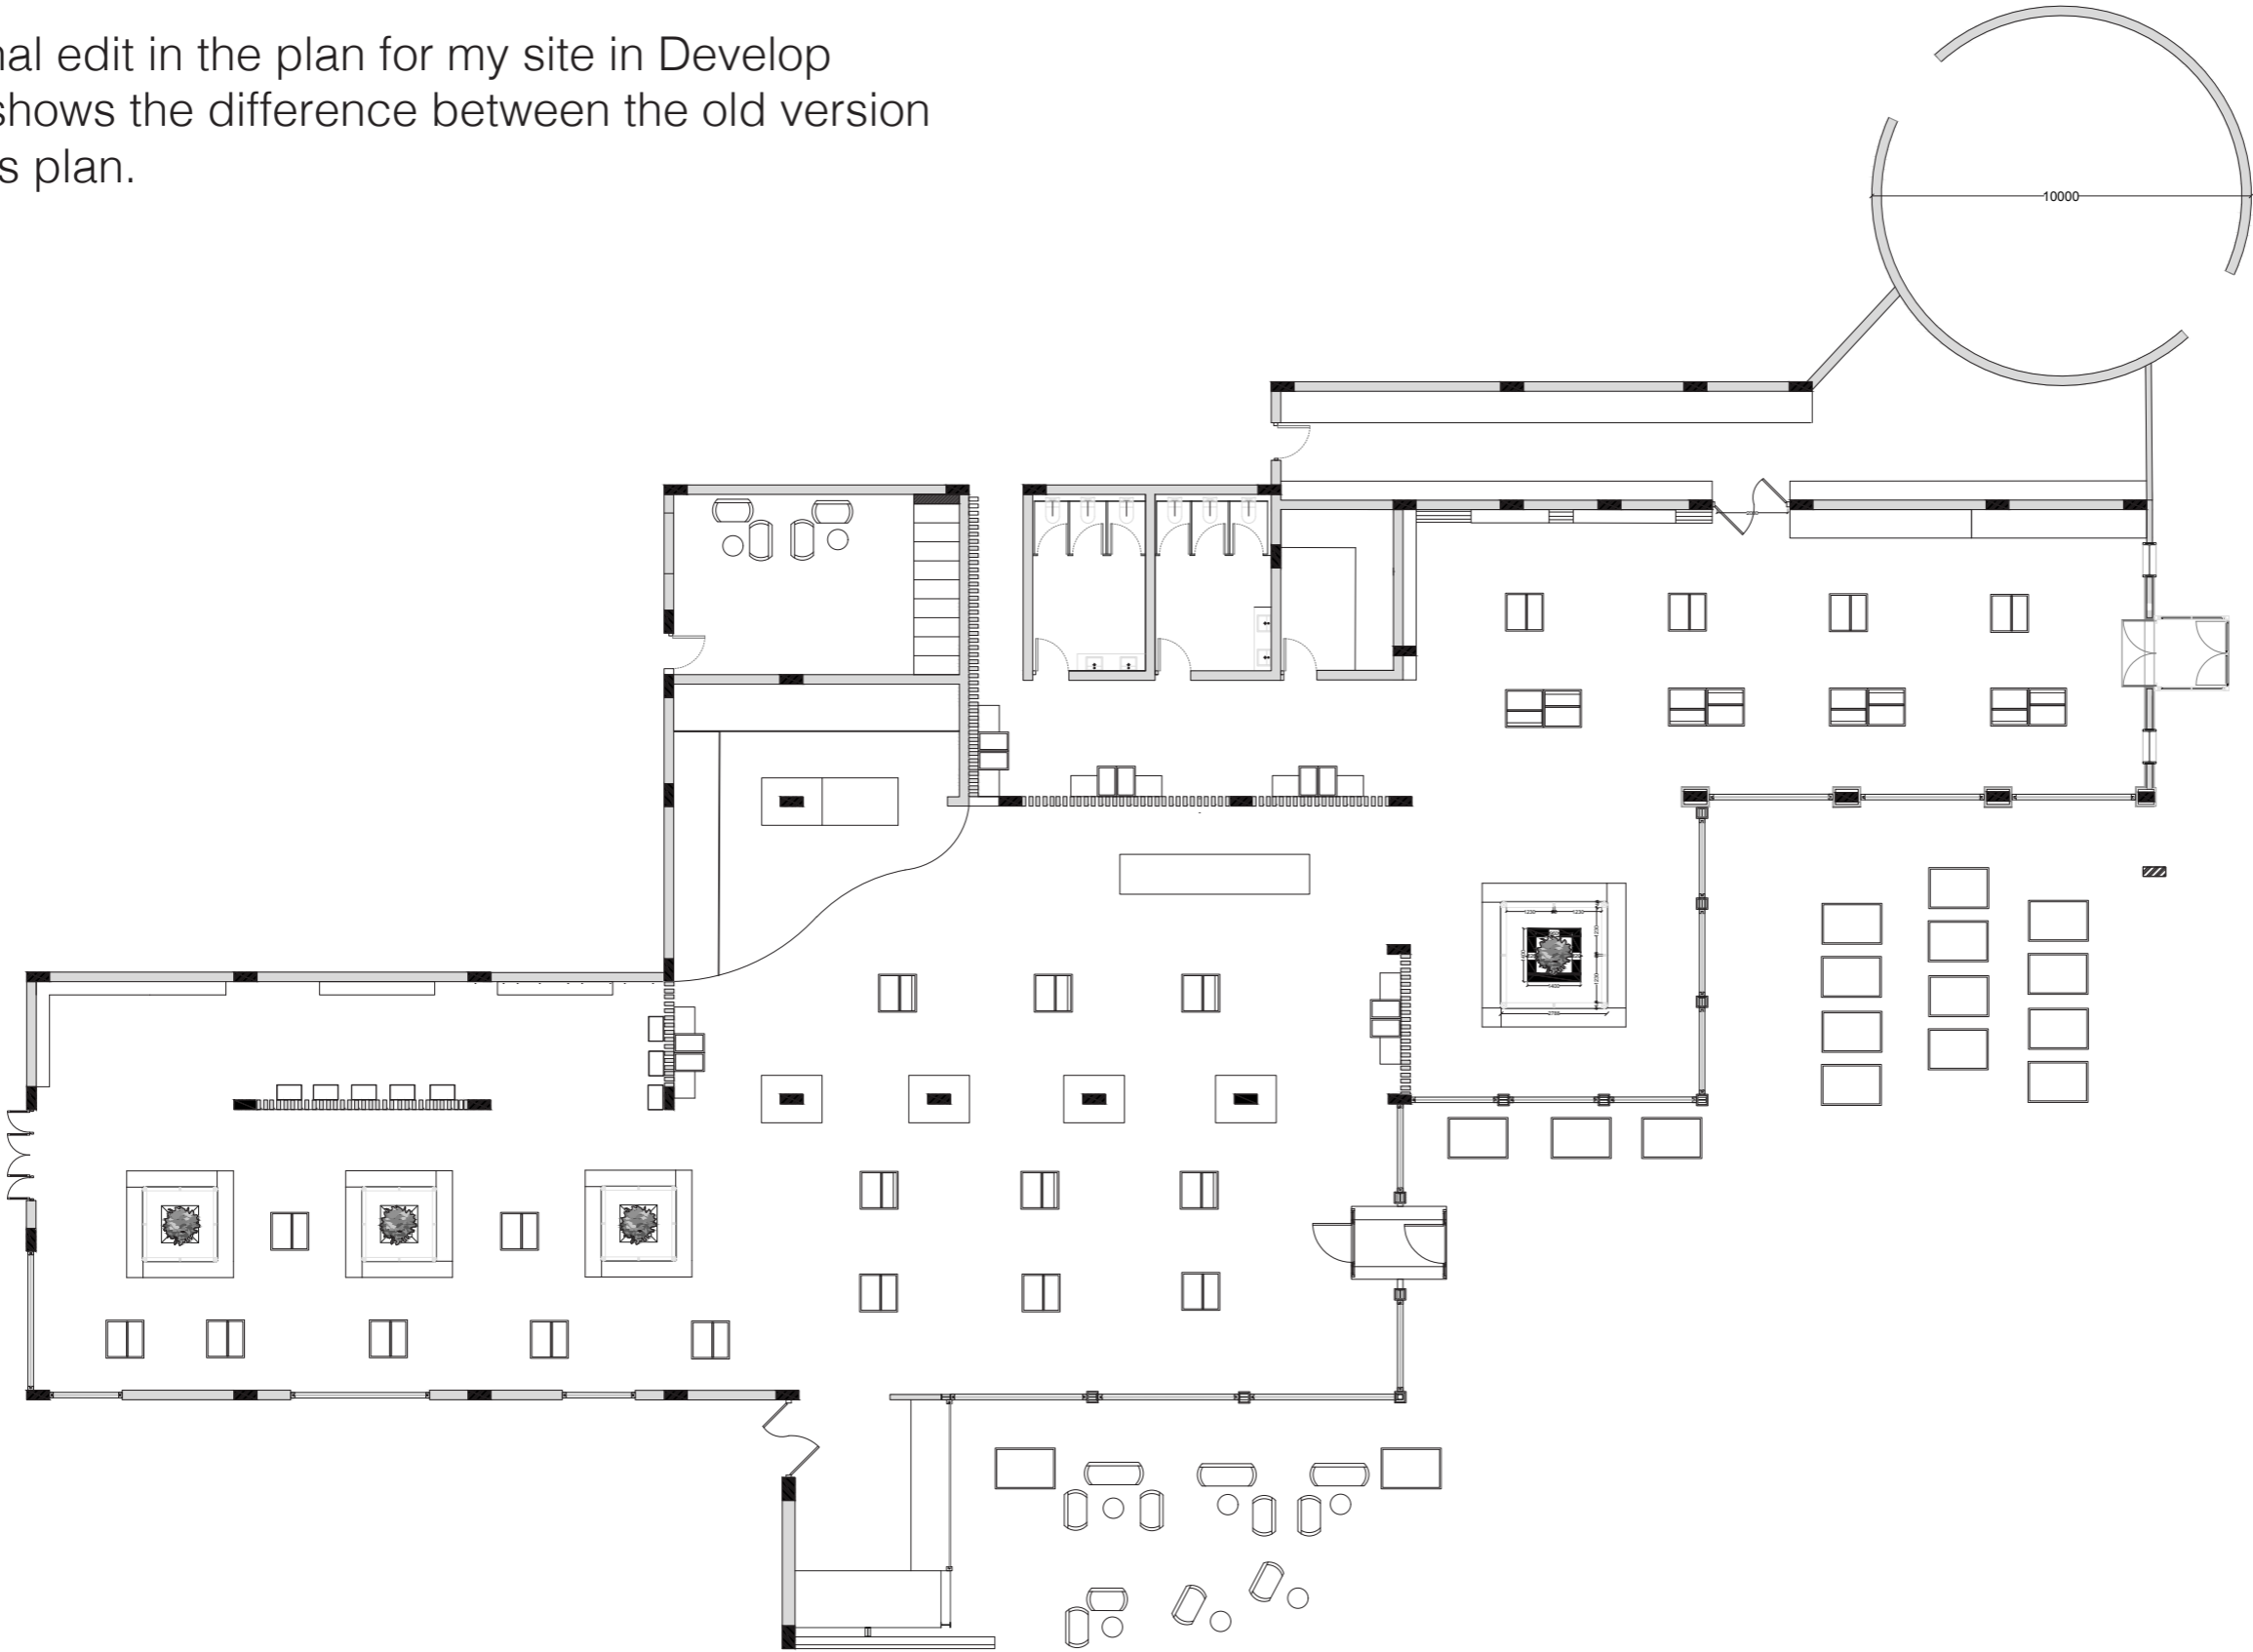 nal edit in the plan for my site in Develop
shows the difference between the old version
s plan.
10000